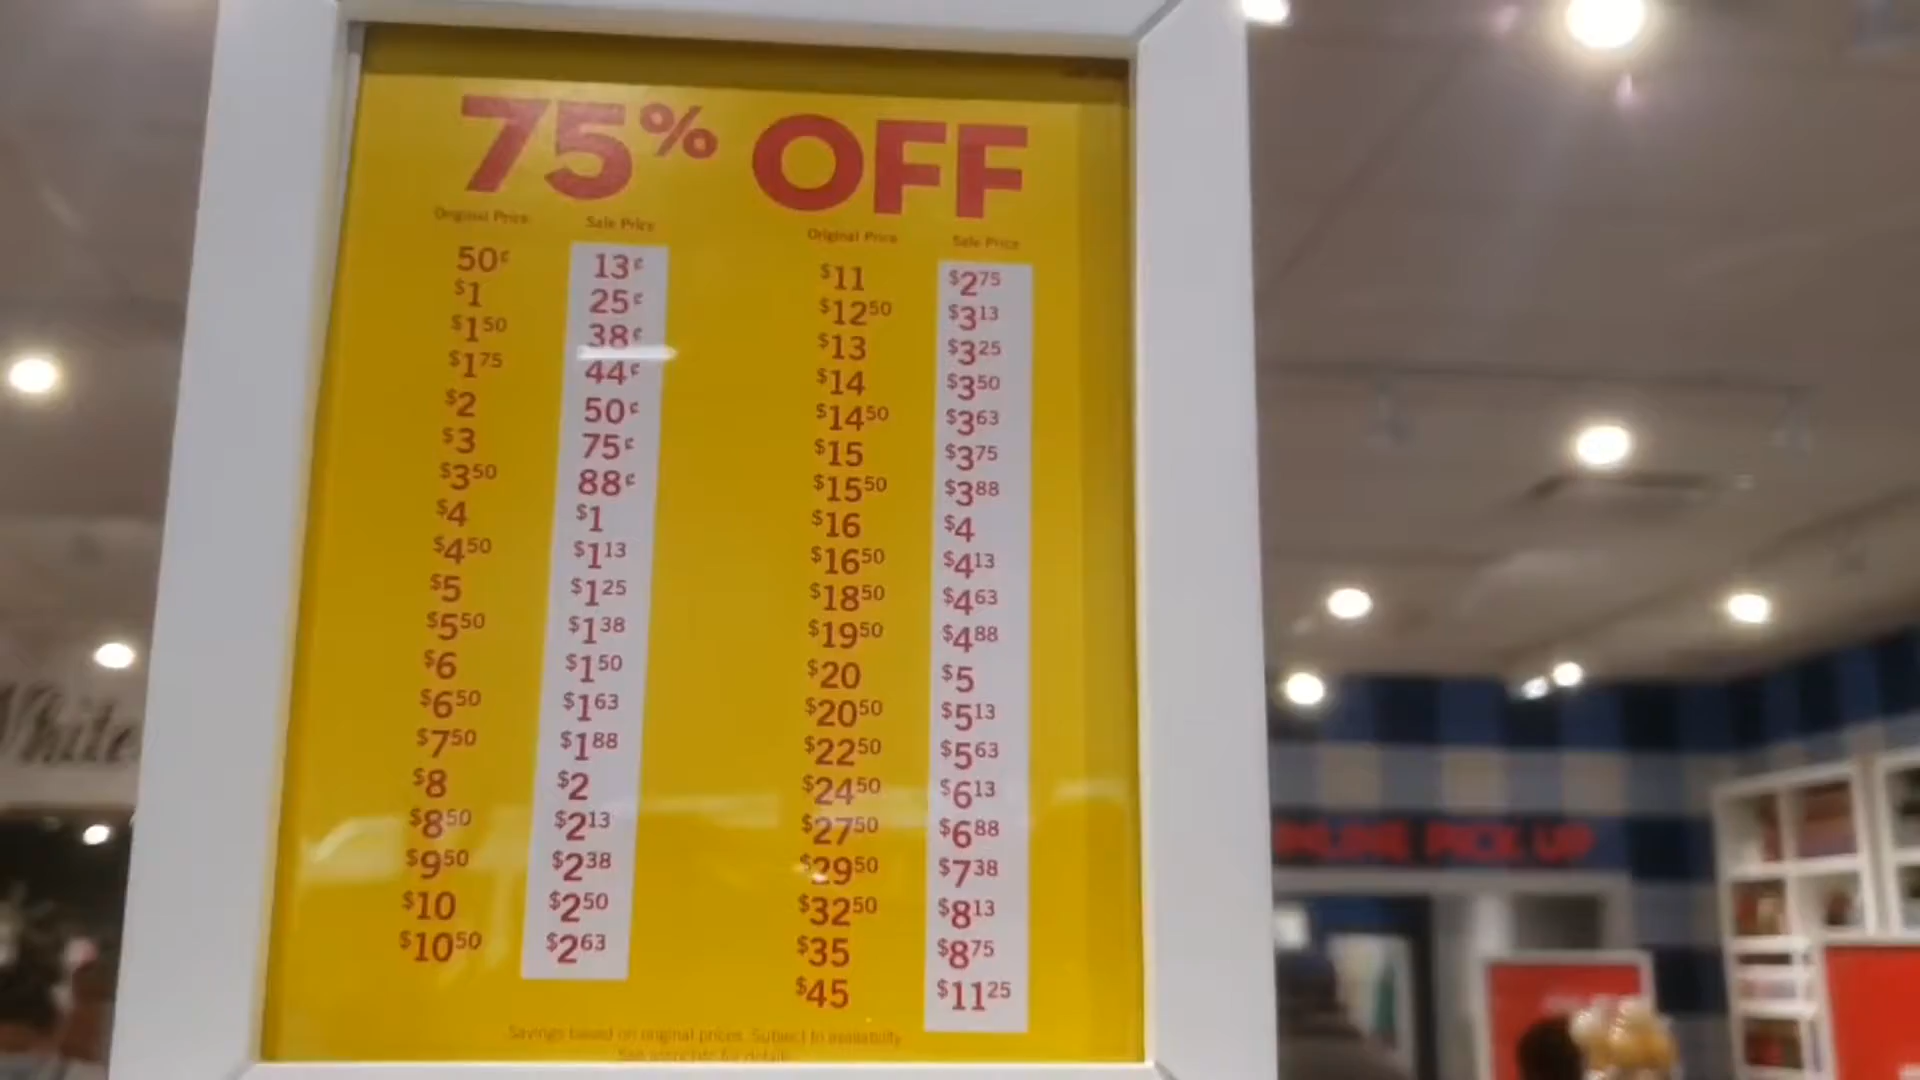 75% OFF
Original Price Sale Price
50¢ 13¢
$1 25¢
$1 50 38¢
$1 75 44¢
$2 50¢
$3 75¢
$3 50 88¢
$4 $1
$4 50 $1 13
$5 $1 25
$5 50 $1 38
$6 $1 50
$6 50 $1 63
$7 50 $1 88
$8 $2
$8 50 $2 13
$9 50 $2 38
$10 $2 50
$10 50 $2 63
Original Price Sale Price
$11 $2 75
$12 50 $3 13
$13 $3 25
$14 $3 50
$14 50 $3 63
$15 $3 75
$15 50 $3 88
$16 $4
$16 50 $4 13
$18 50 $4 63
$19 50 $4 88
$20 $5
$20 50 $5 13
$22 50 $5 63
$24 50 $6 13
$27 50 $6 88
$29 50 $7 38
$32 50 $8 13
$35 $8 75
$45 $11 25
Savings based on original prices. Subject to availability
See associate for details
White
ONLINE PICK UP